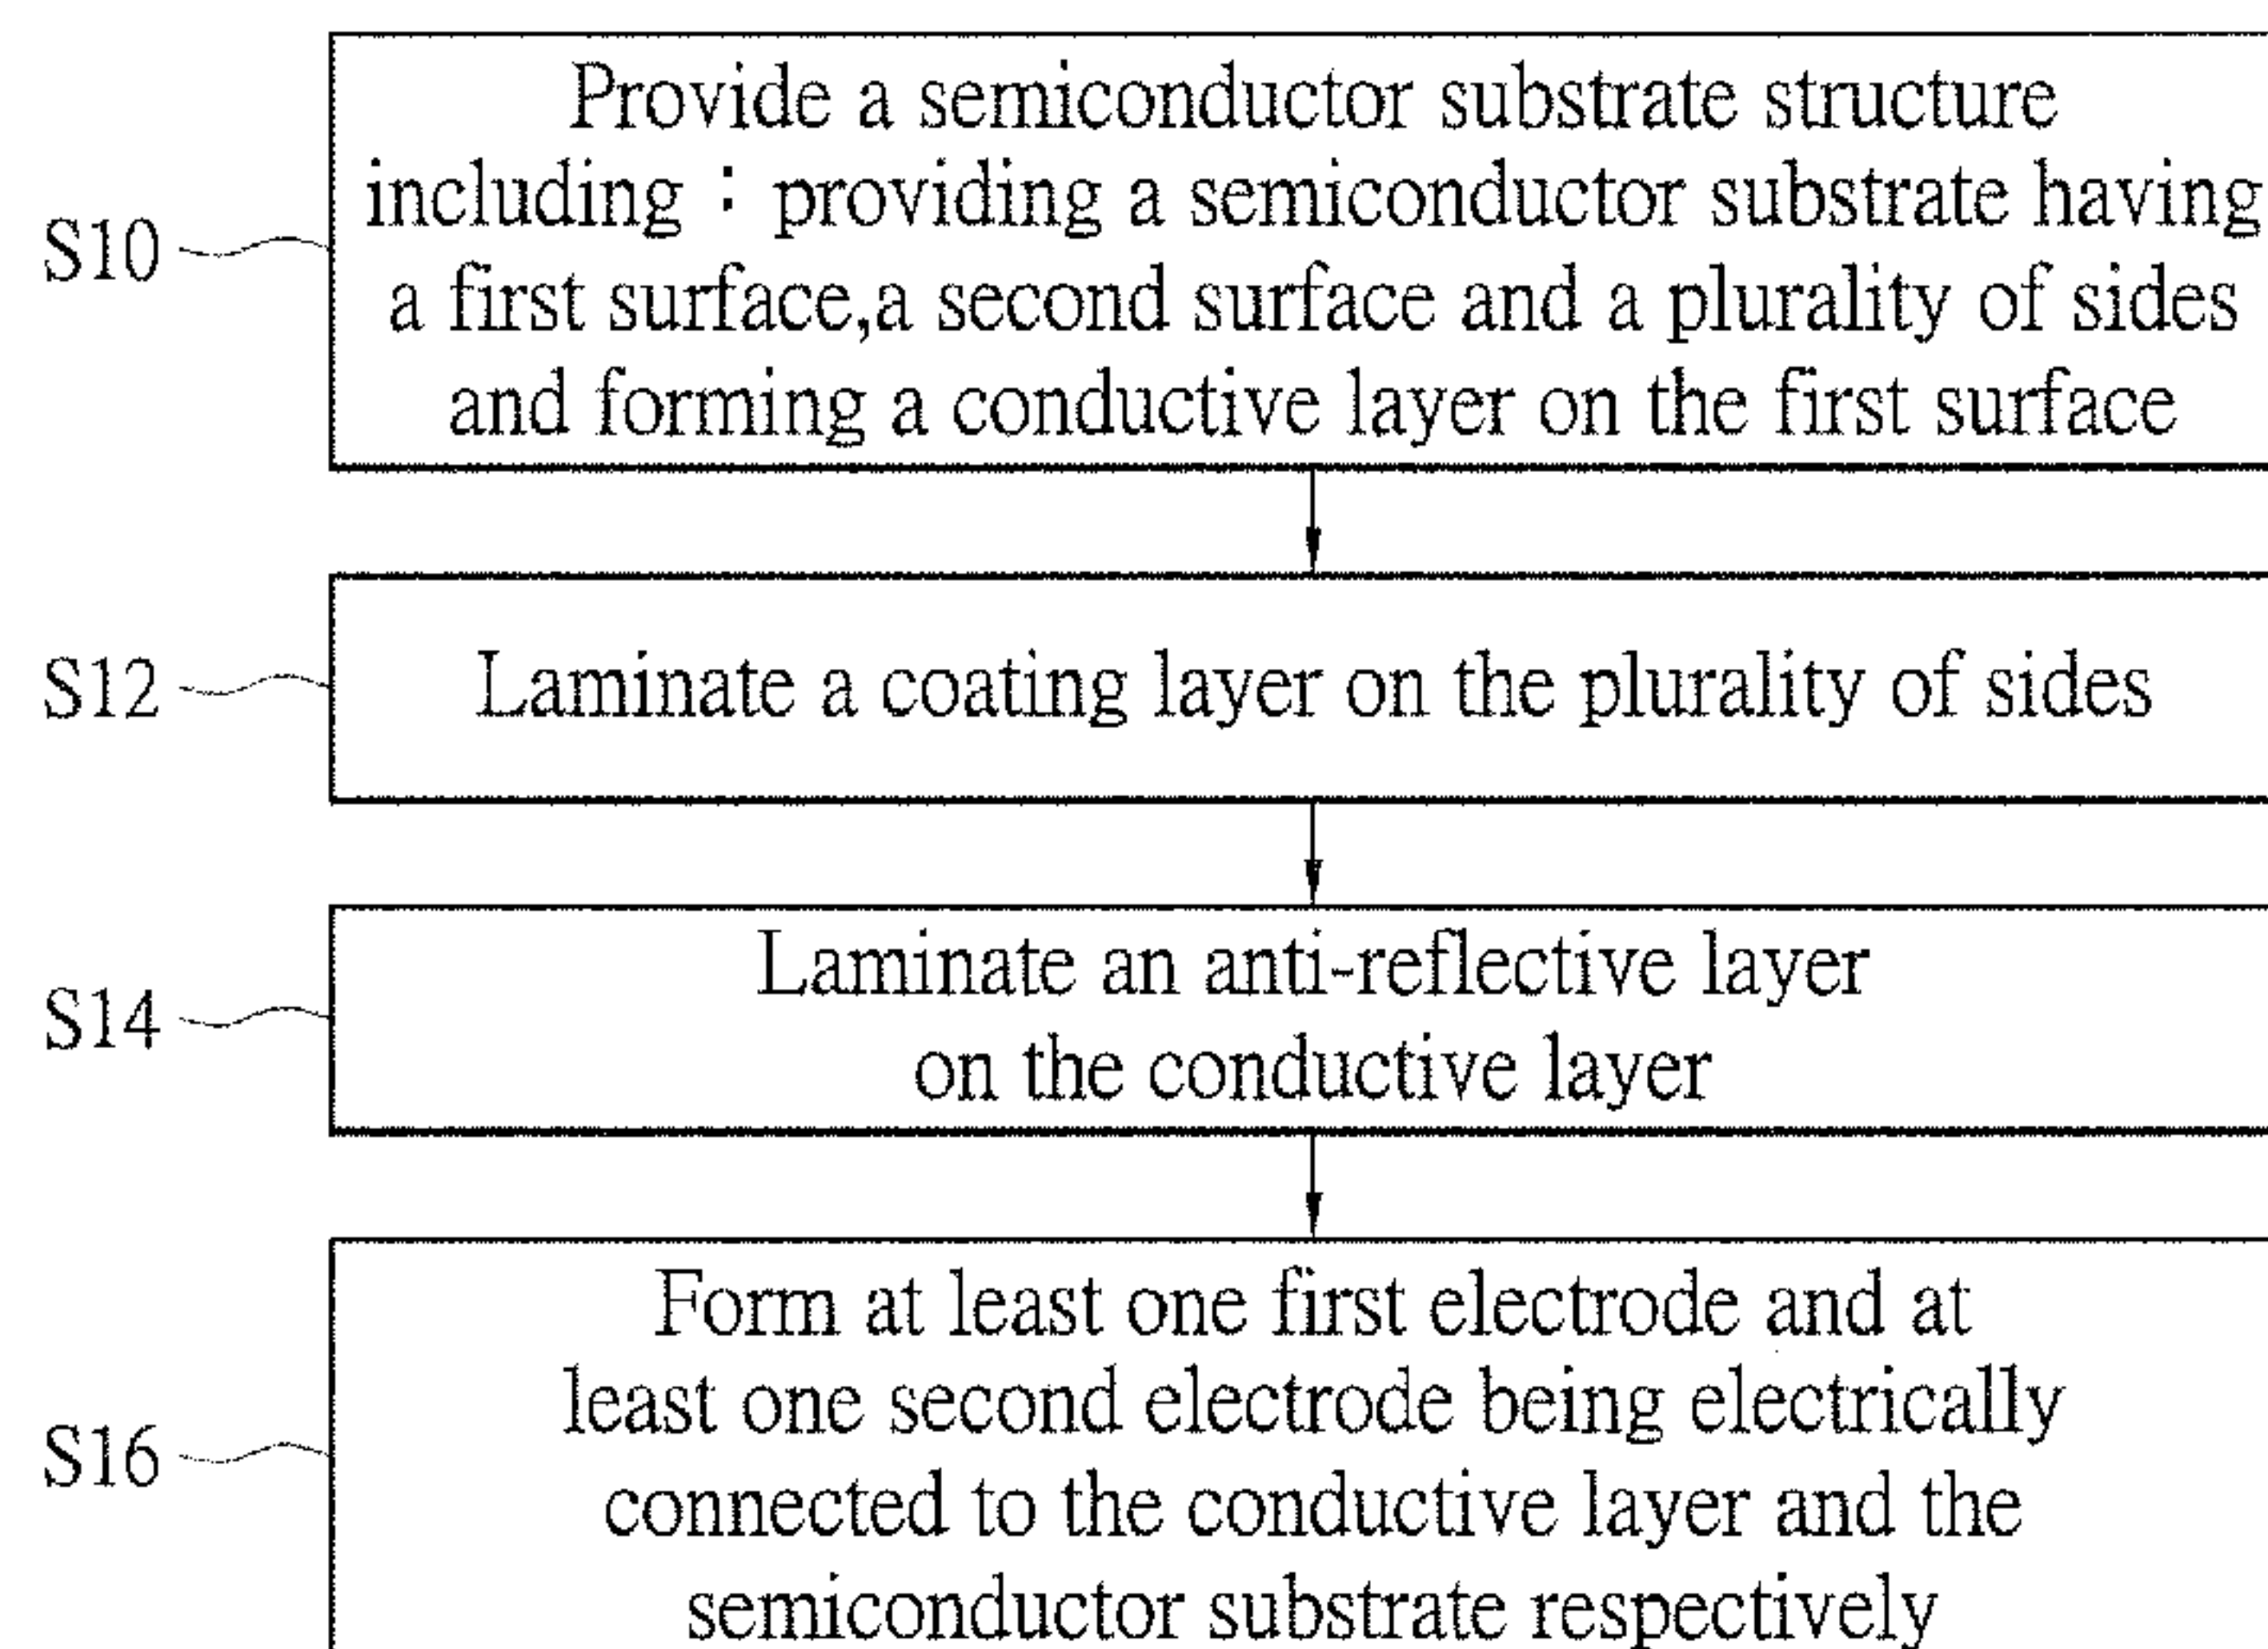 Provide a semiconductor substrate structure
including : providing a semiconductor substrate having
S10
a first surface,a second surface and a plurality of sides
and forming a conductive layer on the first surface
S12
Laminate a coating layer on the plurality of sides
Laminate an anti-reflective layer
S14
on the conductive layer
Form at least one first electrode and at
least one second electrode being electrically
S16
connected to the conductive layer and the
semiconductor substrate respectively